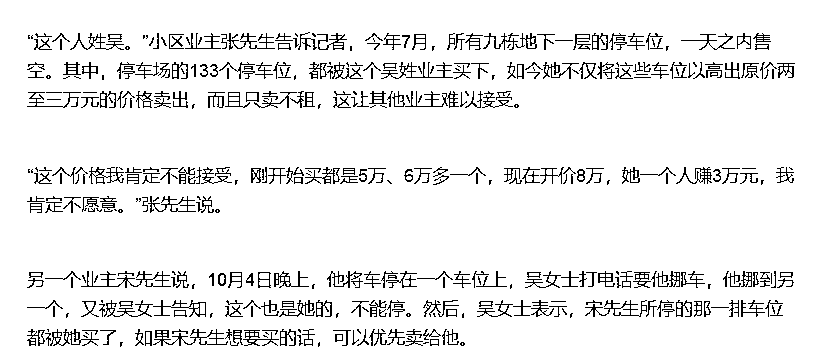 “这个人姓吴。”小区业主张先生告诉记者，今年7月，所有九栋地下一层的停车位，一天之内售
空。其中，停车场的133个停车位，都被这个吴姓业主买下，如今她不仅将这些车位以高出原价两
至三万元的价格卖出，而且只卖不租，这让其他业主难以接受。
“这个价格我肯定不能接受，刚开始买都是5万、6万多一个，现在开价8万，她一个人赚3万元，我
肯定不愿意。”张先生说。
另一个业主宋先生说，10月4日晚上，他将车停在一个车位上，吴女士打电话要他挪车，他挪到另
一个，又被吴女士告知，这个也是她的，不能停。然后，吴女士表示，宋先生所停的那一排车位
都被她买了，如果宋先生想要买的话，可以优先卖给他。